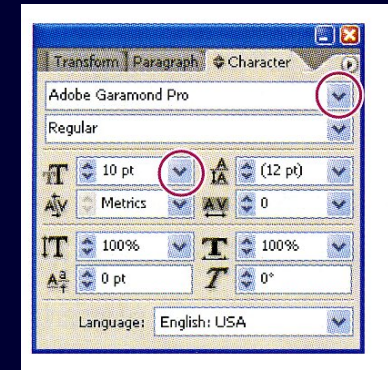 Transform Paragraph Character
Adobe Garamond Pro
Regular
10 pt (12 pt)
Metrics 0
100% 100%
0 pt 0°
Language: English: USA